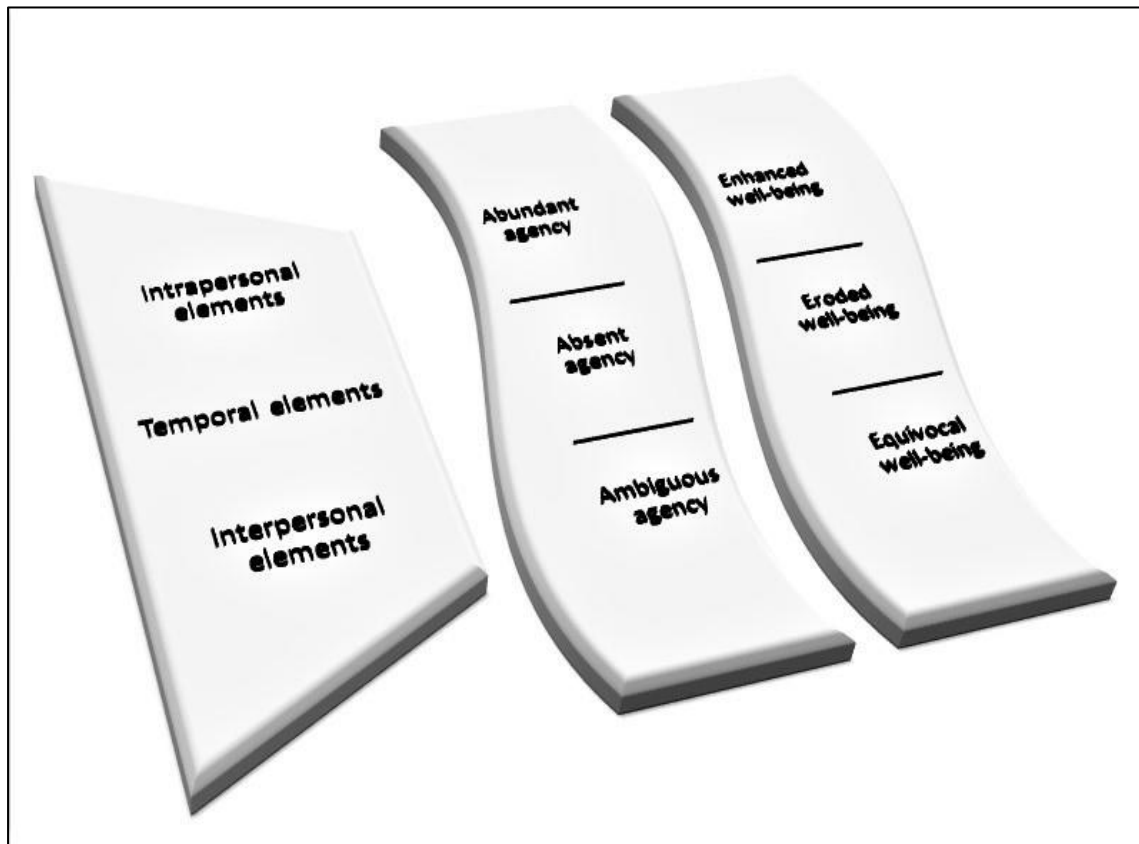 Intrapersonal
elements
Temporal elements
Interpersonal
elements
Abundant
agency
Absent
agency
Ambiguous
agency
Enhanced
well-being
Eroded
well-being
Equivocal
well-being